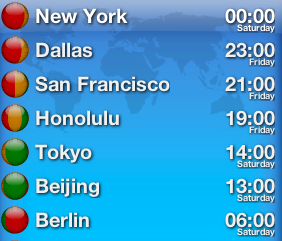 New York 00:00
Saturday
Dallas 23:00
Friday
San Francisco 21:00
Friday
Honolulu 19:00
Friday
Tokyo 14:00
Saturday
Beijing 13:00
Saturday
Berlin 06:00
Saturday